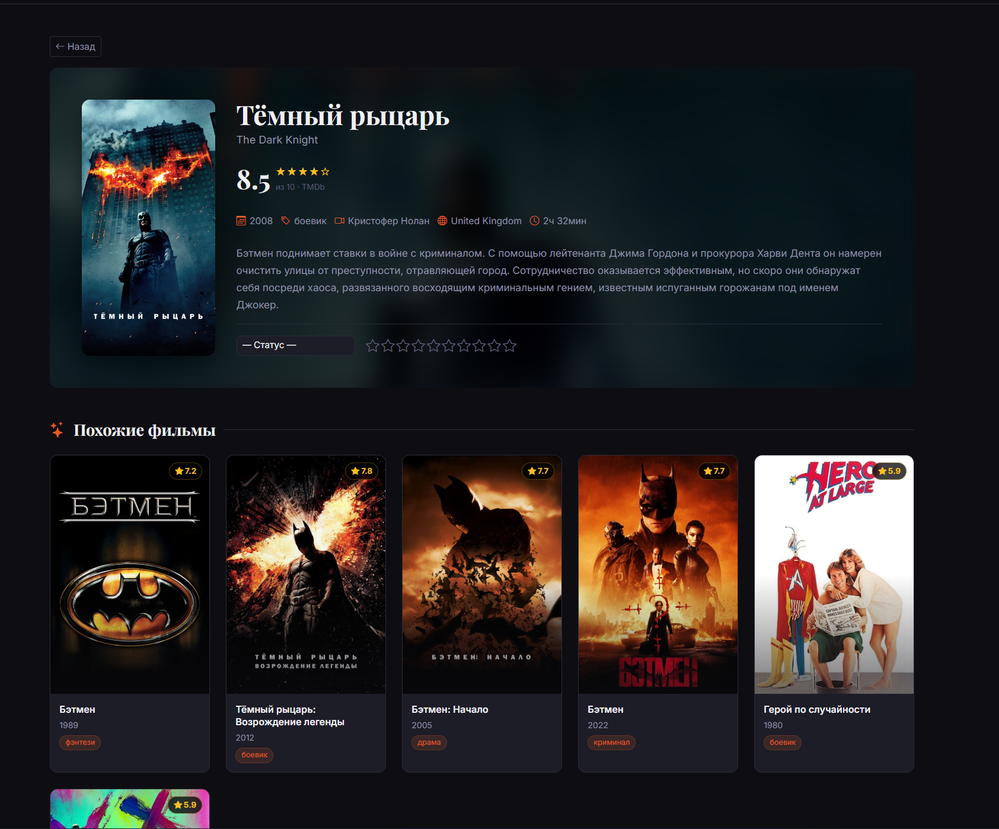 ← Назад
Тёмный рыцарь
The Dark Knight
8.5
из 10 · TMDb
2008 боевик Кристофер Нолан United Kingdom 2ч 32мин
Бэтмен поднимает ставки в войне с криминалом. С помощью лейтенанта Джима Гордона и прокурора Харви Дента он намерен
очистить улицы от преступности, отравляющей город. Сотрудничество оказывается эффективным, но скоро они обнаружат
себя посреди хаоса, развязанного восходящим криминальным гением, известным испуганным горожанам под именем
Джокер.
ТЁМНЫЙ РЫЦАРЬ
— Статус —
Похожие фильмы
7.2
БЭТМЕН
Бэтмен
1989
фэнтези
7.8
ТЁМНЫЙ РЫЦАРЬ
ВОЗРОЖДЕНИЕ ЛЕГЕНДЫ
Тёмный рыцарь:
Возрождение легенды
2012
боевик
7.7
БЭТМЕН: НАЧАЛО
Бэтмен: Начало
2005
драма
7.7
БЭТМЕН
Бэтмен
2022
криминал
5.9
HERO
AT LARGE
CAPTAIN AVENGER
MAKES DUST BUST
Герой по случайности
1980
боевик
5.9